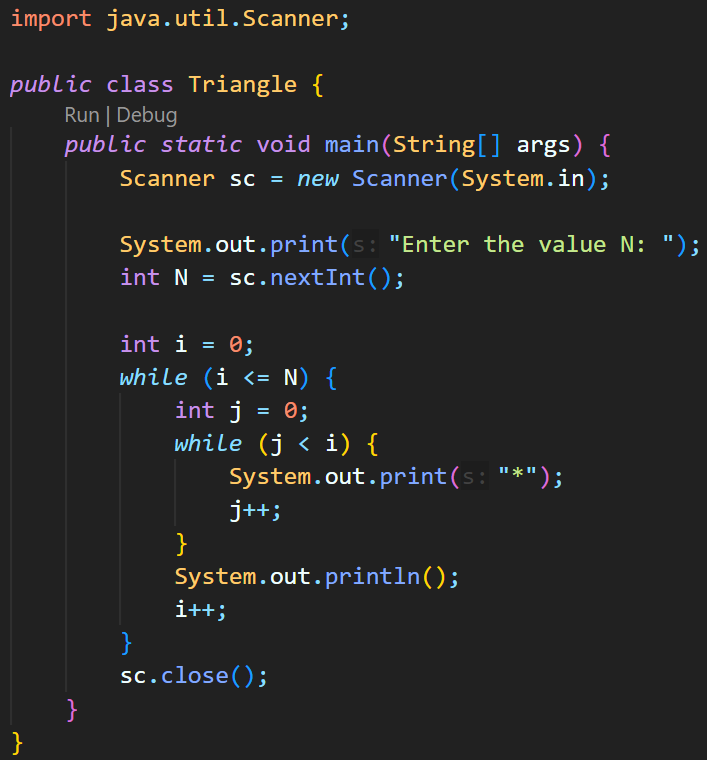 import java.util.Scanner;
public class Triangle {
Run | Debug
public static void main(String[] args) {
Scanner sc = new Scanner(System.in);
System.out.print(s: "Enter the value N: ");
int N = sc.nextInt();
int i = 0;
while (i <= N) {
int j = 0;
while (j < i) {
System.out.print(s: "*");
j++;
}
System.out.println();
i++;
}
sc.close();
}
}